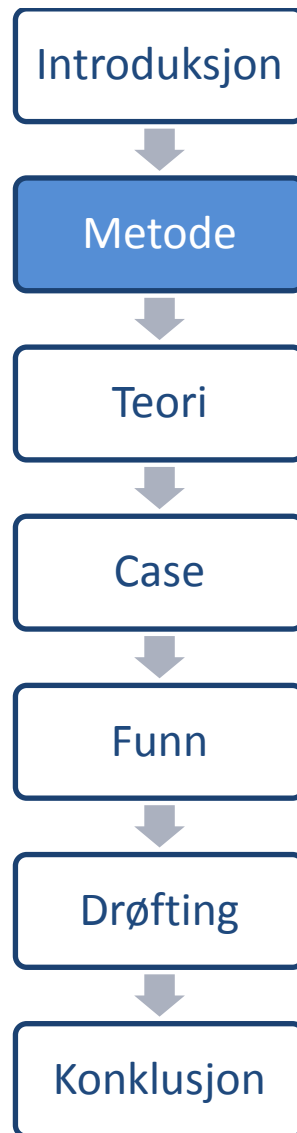 Introduksjon
Metode
Teori
Case
Funn
Drøfting
Konklusjon